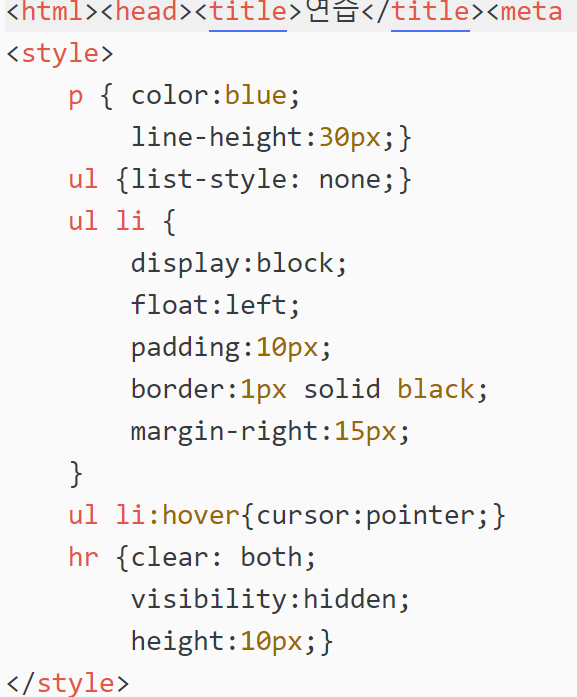 <html><head><title>연습</title><meta
<style>
    p { color:blue;
        line-height:30px;}
    ul {list-style: none;}
    ul li {
        display:block;
        float:left;
        padding:10px;
        border:1px solid black;
        margin-right:15px;
    }
    ul li:hover{cursor:pointer;}
    hr {clear: both;
        visibility:hidden;
        height:10px;}
</style>